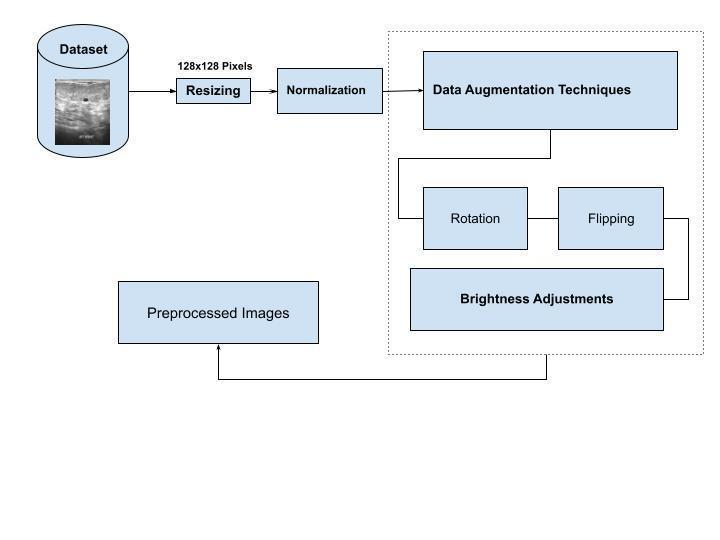 Dataset
128x128 Pixels
Resizing
Normalization
Data Augmentation Techniques
Rotation
Flipping
Brightness Adjustments
Preprocessed Images